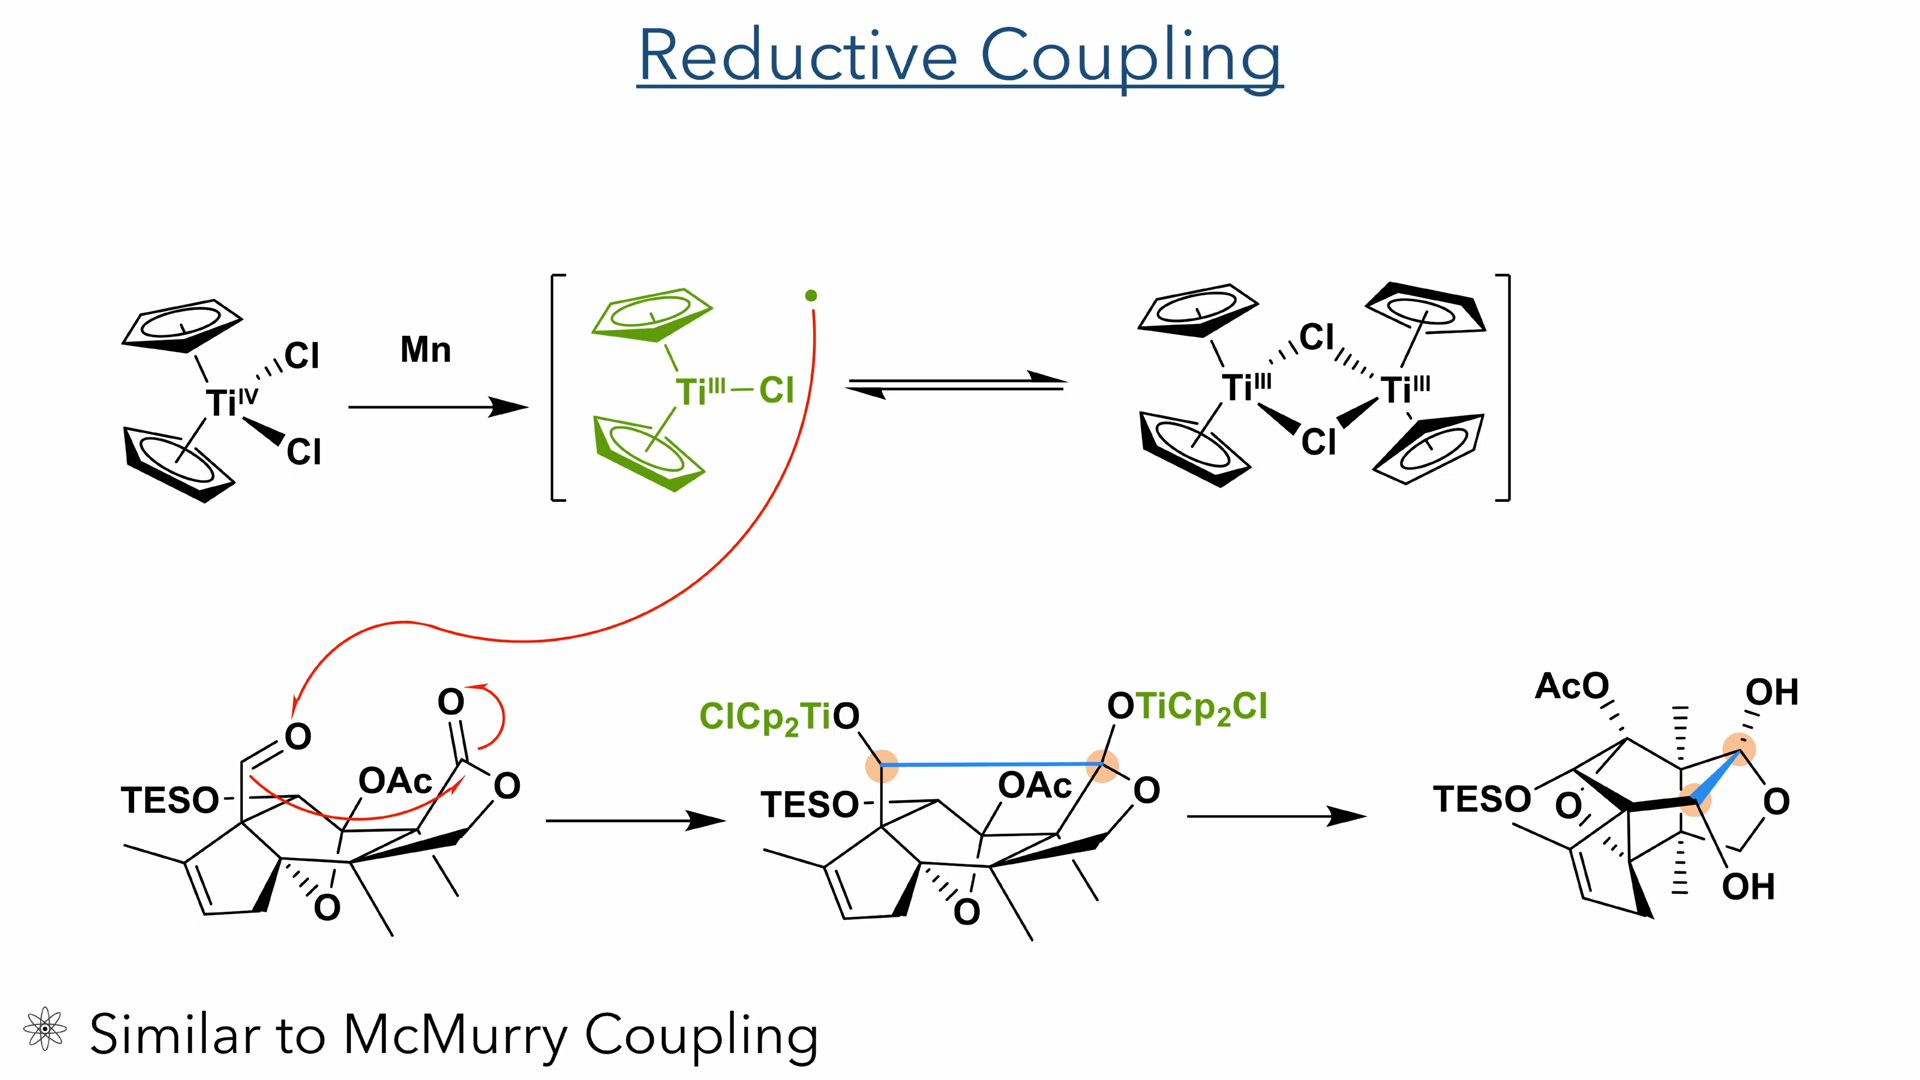 Reductive Coupling
Ti^IV
Cl
Cl
Mn
Ti^III
Cl
Ti^III
Cl
Cl
Ti^III
O
O
O
TESO
OAc
O
ClCp₂TiO
OTiCp₂Cl
TESO
OAc
O
O
AcO
OH
TESO
O
O
OH
Similar to McMurry Coupling